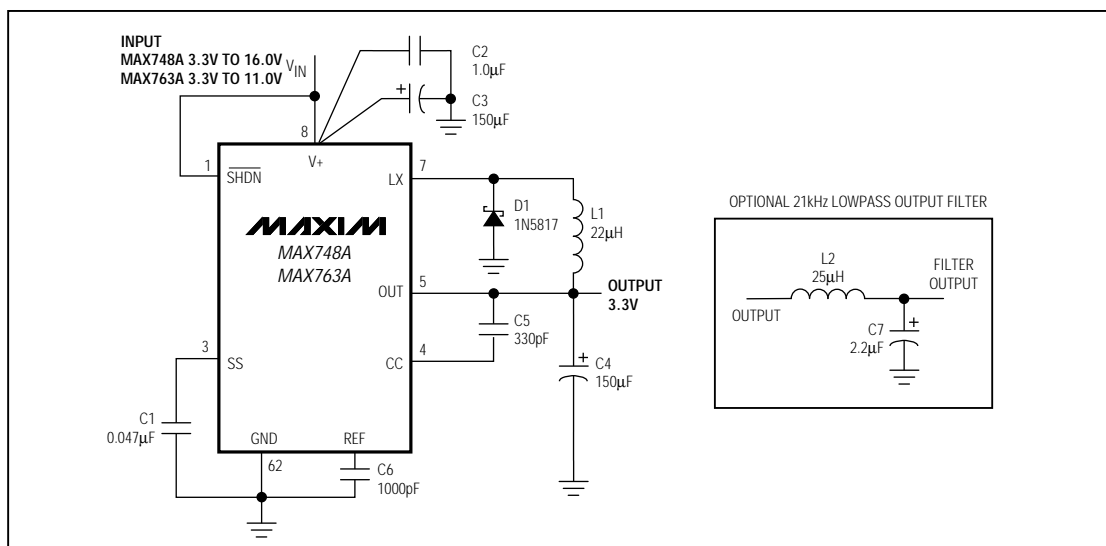 INPUT
MAX748A 3.3V TO 16.0V
MAX763A 3.3V TO 11.0V
VIN
C2
1.0µF
+
C3
150µF
8
V+
1
SHDN
LX
7
MAXIM
MAX748A
MAX763A
D1
1N5817
L1
22µH
OUT
5
OUTPUT
3.3V
C5
330pF
CC
4
+
C4
150µF
3
SS
C1
0.047µF
GND
REF
62
C6
1000pF
OPTIONAL 21kHz LOWPASS OUTPUT FILTER
L2
25µH
FILTER
OUTPUT
OUTPUT
+
C7
2.2µF